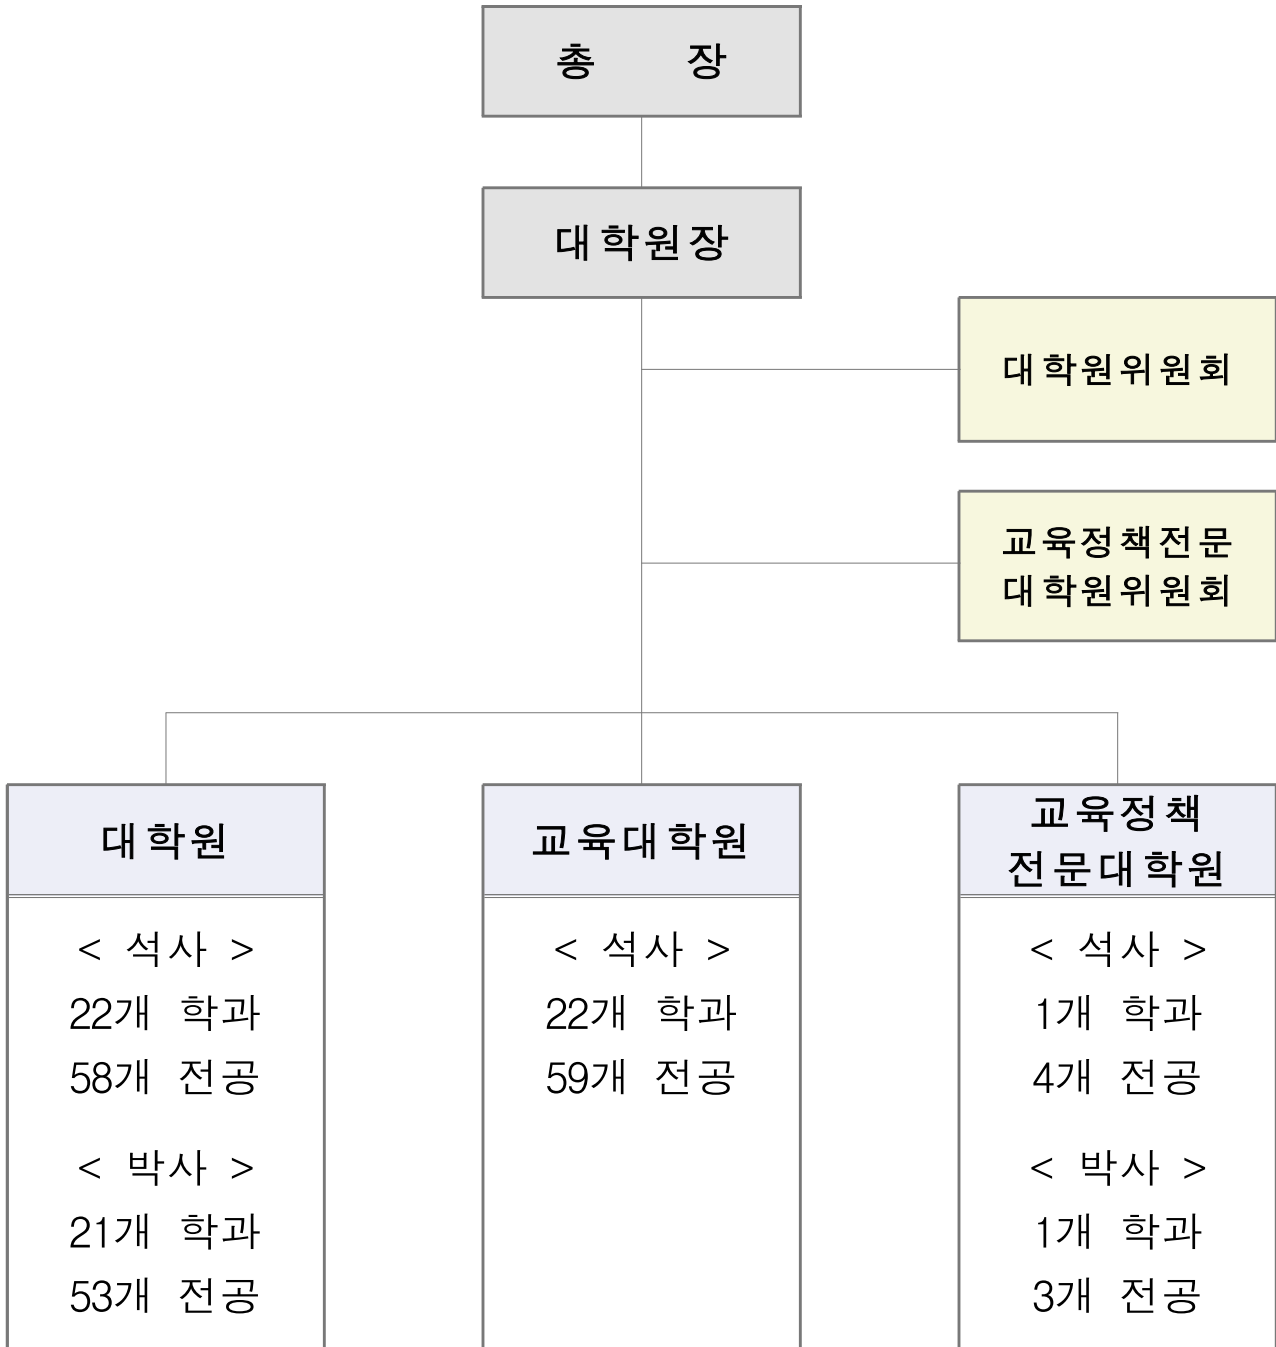 총 장
대학원장
대학원위원회
교육정책전문
대학원위원회
대학원
< 석사 >
22개 학과
58개 전공
< 박사 >
21개 학과
53개 전공
교육대학원
< 석사 >
22개 학과
59개 전공
교육정책
전문대학원
< 석사 >
1개 학과
4개 전공
< 박사 >
1개 학과
3개 전공